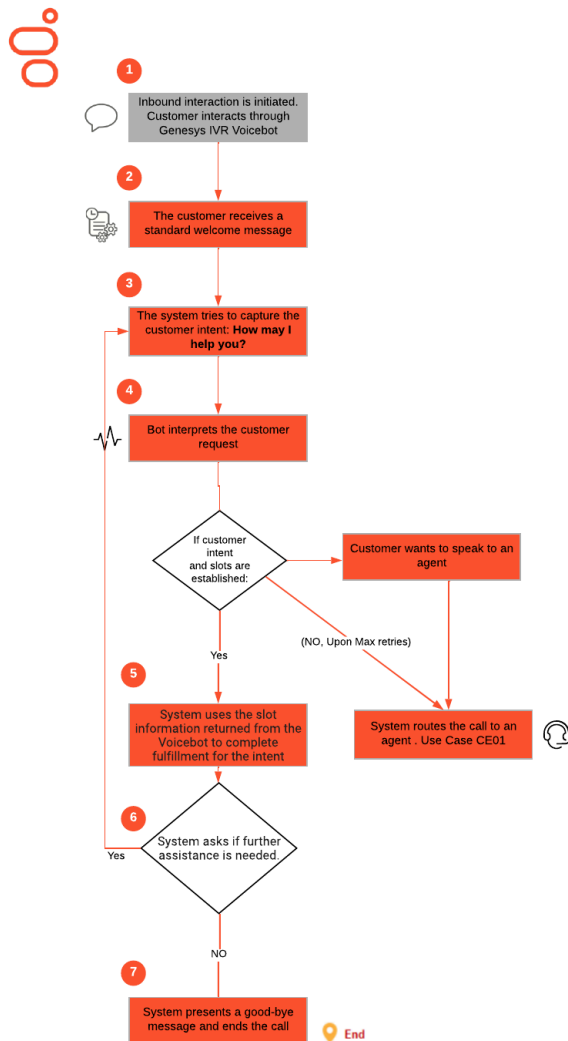 1
Inbound interaction is initiated.
Customer interacts through
Genesys IVR Voicebot
2
The customer receives a
standard welcome message
3
The system tries to capture the
customer intent: How may I
help you?
4
Bot interprets the customer
request
If customer
intent
and slots are
established:
Customer wants to speak to an
agent
(NO, Upon Max retries)
Yes
5
System uses the slot
information returned from the
Voicebot to complete
fulfillment for the intent
System routes the call to an
agent . Use Case CE01
6
System asks if further
assistance is needed.
Yes
NO
7
System presents a good-bye
message and ends the call
End